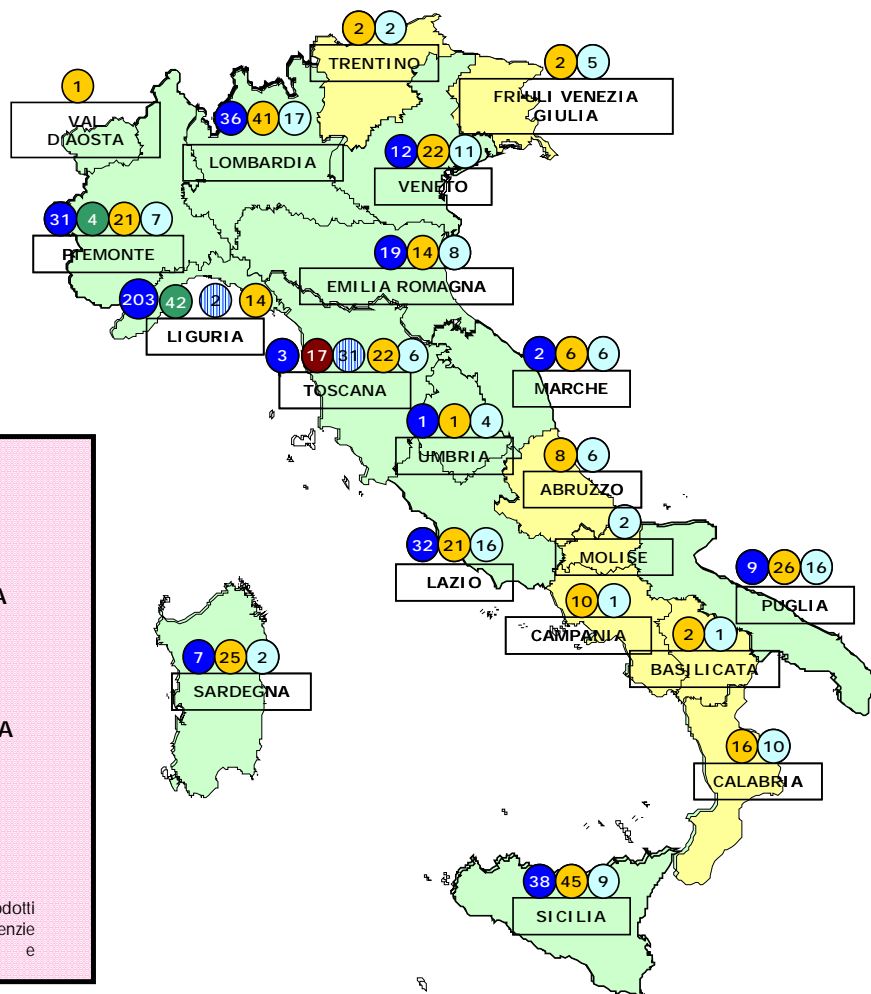 2 2
TRENTINO
2 5
FRIULI VENEZIA
GIULIA
1
VAL
D'AOSTA
36 41 17
LOMBARDIA
12 22 11
VENETO
31 4 21 7
PIEMONTE
19 14 8
EMILIA ROMAGNA
203 42 2 14
LIGURIA
3 17 31 22 6
TOSCANA
2 6 6
MARCHE
1 1 4
UMBRIA
8 6
ABRUZZO
2
MOLISE
32 21 16
LAZIO
9 26 16
PUGLIA
10 1
CAMPANIA
2 1
BASILICATA
7 25 2
SARDEGNA
16 10
CALABRIA
38 45 9
SICILIA
A
A
dotti
enzie
e